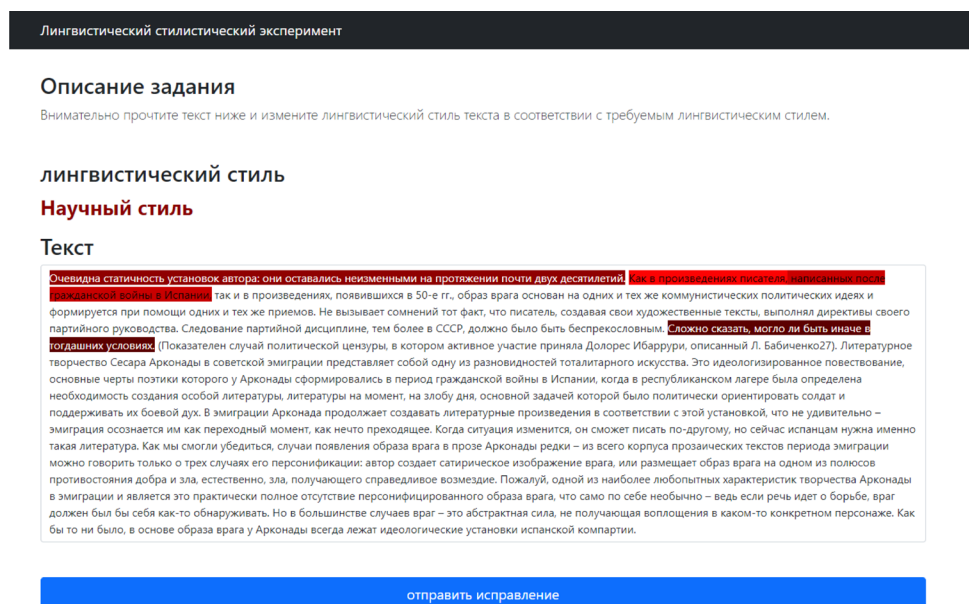 Лингвистический стилистический эксперимент
Описание задания
Внимательно прочтите текст ниже и измените лингвистический стиль текста в соответствии с требуемым лингвистическим стилем.
лингвистический стиль
Научный стиль
Текст
Очевидна статичность установок автора: они оставались неизменными на протяжении почти двух десятилетий. Как в произведениях писателя, написанных после
гражданской войны в Испании, так и в произведениях, появившихся в 50-е гг., образ врага основан на одних и тех же коммунистических политических идеях и
формируется при помощи одних и тех же приемов. Не вызывает сомнений тот факт, что писатель, создавая свои художественные тексты, выполнял директивы своего
партийного руководства. Следование партийной дисциплине, тем более в СССР, должно было быть беспрекословным. Сложно сказать, могло ли быть иначе в
тогдашних условиях. (Показателен случай политической цензуры, в котором активное участие приняла Долорес Ибаррури, описанный Л. Бабиченко27). Литературное
творчество Сесара Арконады в советской эмиграции представляет собой одну из разновидностей тоталитарного искусства. Это идеологизированное повествование,
основные черты поэтики которого у Арконады сформировались в период гражданской войны в Испании, когда в республиканском лагере была определена
необходимость создания особой литературы, литературы на момент, на злобу дня, основной задачей которой было политически ориентировать солдат и
поддерживать их боевой дух. В эмиграции Арконада продолжает создавать литературные произведения в соответствии с этой установкой, что не удивительно –
эмиграция осознается им как переходный момент, как нечто преходящее. Когда ситуация изменится, он сможет писать по-другому, но сейчас испанцам нужна именно
такая литература. Как мы смогли убедиться, случаи появления образа врага в прозе Арконады редки – из всего корпуса прозаических текстов периода эмиграции
можно говорить только о трех случаях его персонификации: автор создает сатирическое изображение врага, или размещает образ врага на одном из полюсов
противостояния добра и зла, естественно, зла, получающего справедливое возмездие. Пожалуй, одной из наиболее любопытных характеристик творчества Арконады
в эмиграции и является это практически полное отсутствие персонифицированного образа врага, что само по себе необычно – ведь если речь идет о борьбе, враг
должен был бы себя как-то обнаруживать. Но в большинстве случаев враг – это абстрактная сила, не получающая воплощения в каком-то конкретном персонаже. Как
бы то ни было, в основе образа врага у Арконады всегда лежат идеологические установки испанской компартии.
отправить исправление